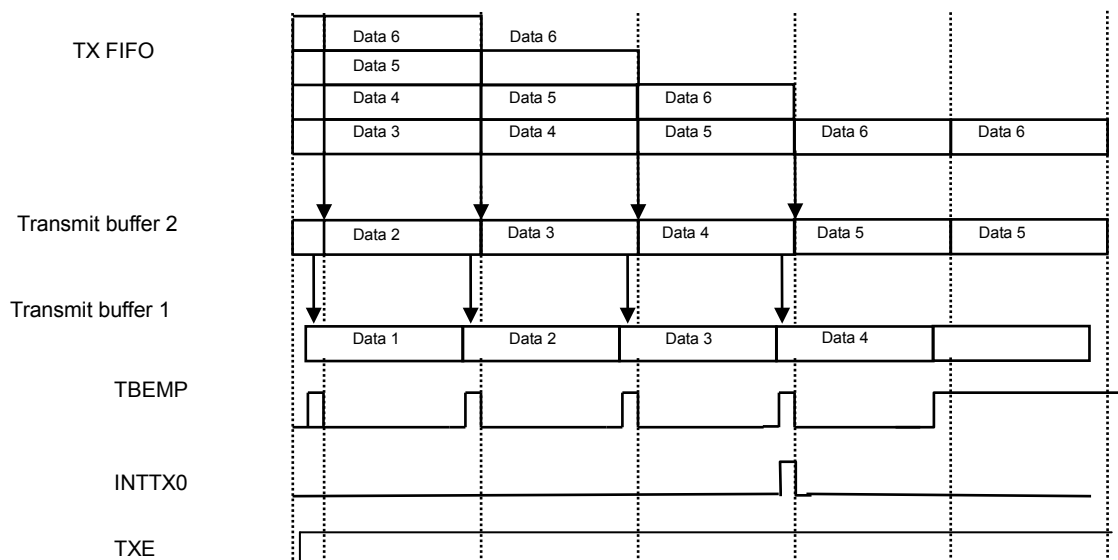 Data 6 Data 6
TX FIFO
Data 5
Data 4 Data 5 Data 6
Data 3 Data 4 Data 5 Data 6 Data 6
Transmit buffer 2
Data 2 Data 3 Data 4 Data 5 Data 5
Transmit buffer 1
Data 1 Data 2 Data 3 Data 4
TBEMP
INTTX0
TXE